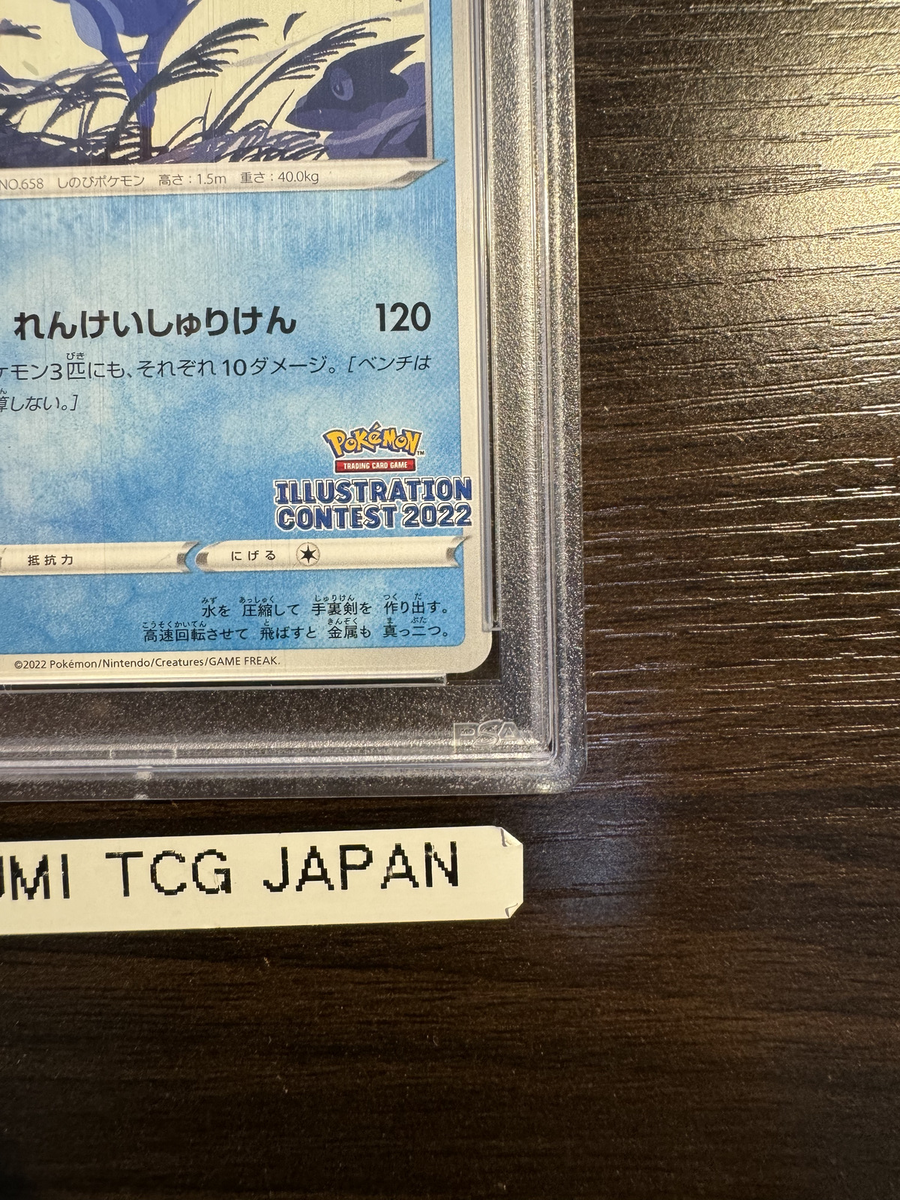 NO.658 しのびポケモン 高さ：1.5m 重さ：40.0kg
れんけいしゅりけん 120
ケモン3匹にも、それぞれ10ダメージ。［ベンチは
算しない。］
Pokémon
TRADING CARD GAME
ILLUSTRATION
CONTEST 2022
抵抗力 にげる
水を 圧縮して 手裏剣を 作り出す。
高速回転させて 飛ばすと 金属も 真っ二つ。
©2022 Pokémon/Nintendo/Creatures/GAME FREAK.
PSA
UMI TCG JAPAN